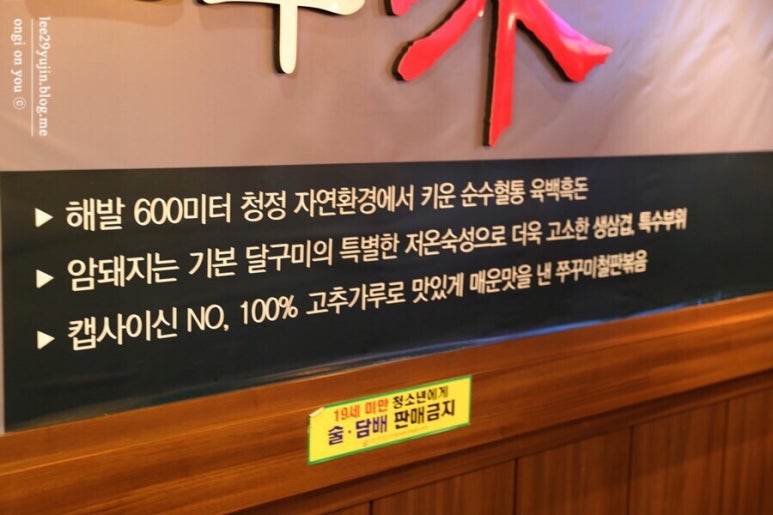 lee29yujin.blog.me
ongi on you ©
▶ 해발 600미터 청정 자연환경에서 키운 순수혈통 육백흑돈
▶ 암돼지는 기본 달구미의 특별한 저온숙성으로 더욱 고소한 생삼겹, 특수부위
▶ 캡사이신 NO, 100% 고추가루로 맛있게 매운맛을 낸 쭈꾸미철판볶음
19세 미만 청소년에게
술·담배 판매금지